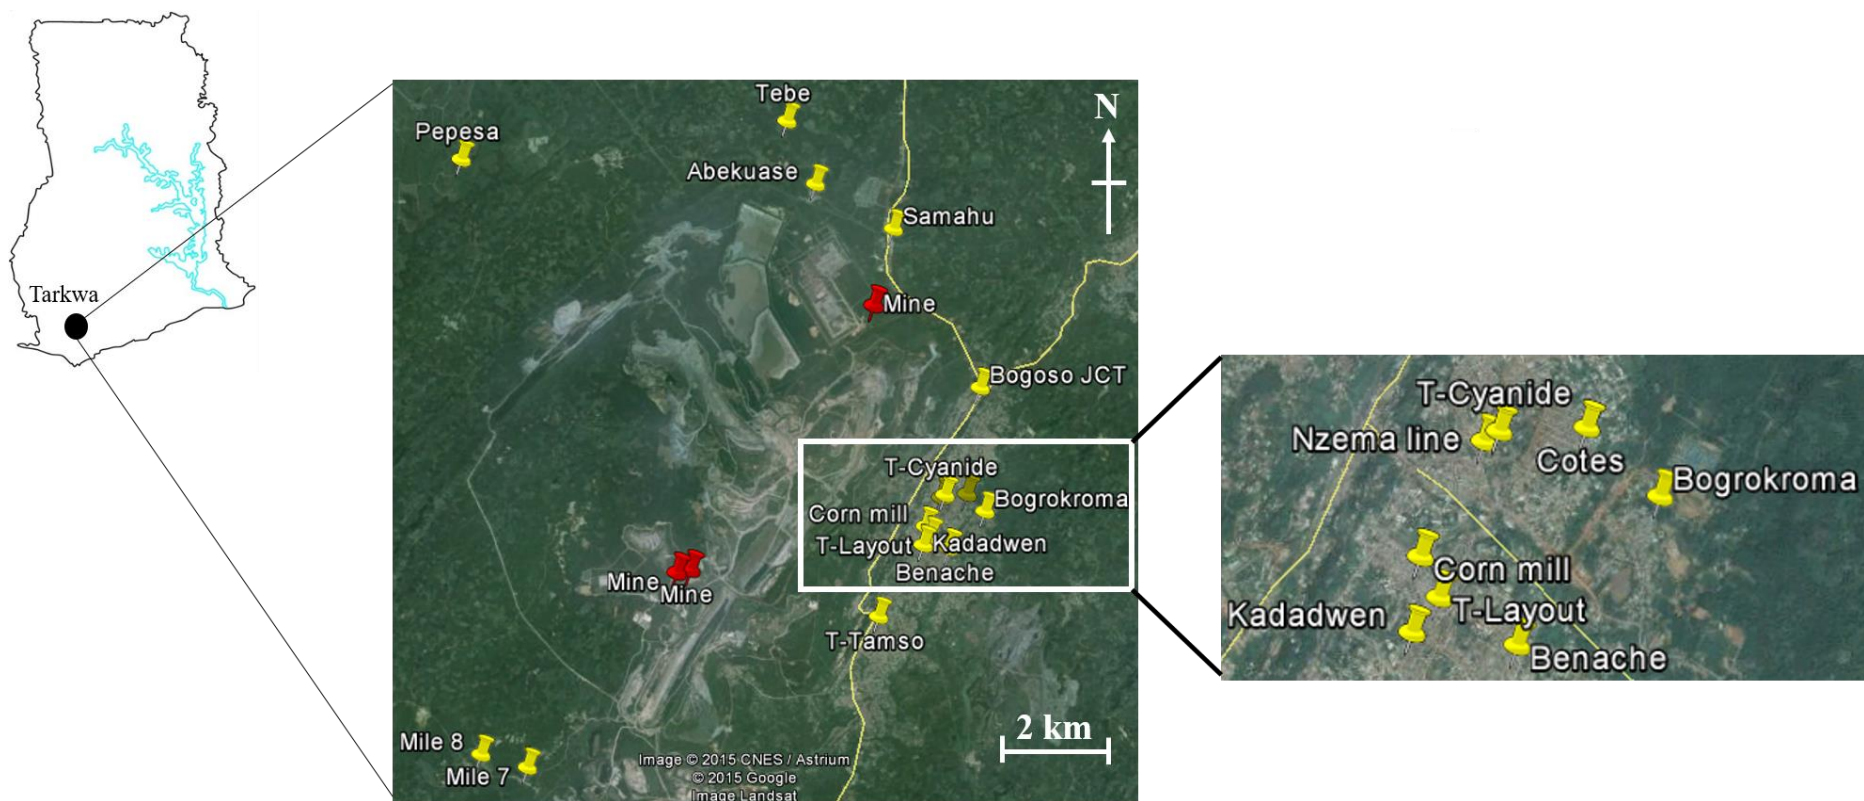 Tarkwa
Tebe
Pepesa
N
Abekuase
Samahu
Mine
Bogoso JCT
T-Cyanide
Bogrokroma
Corn mill
T-Layout
Kadadwen
Benache
Mine
Mine
T-Tamso
Mile 8
Mile 7
2 km
Image © 2015 CNES / Astrium
© 2015 Google
Image Landsat
T-Cyanide
Nzema line
Cotes
Bogrokroma
Corn mill
T-Layout
Kadadwen
Benache